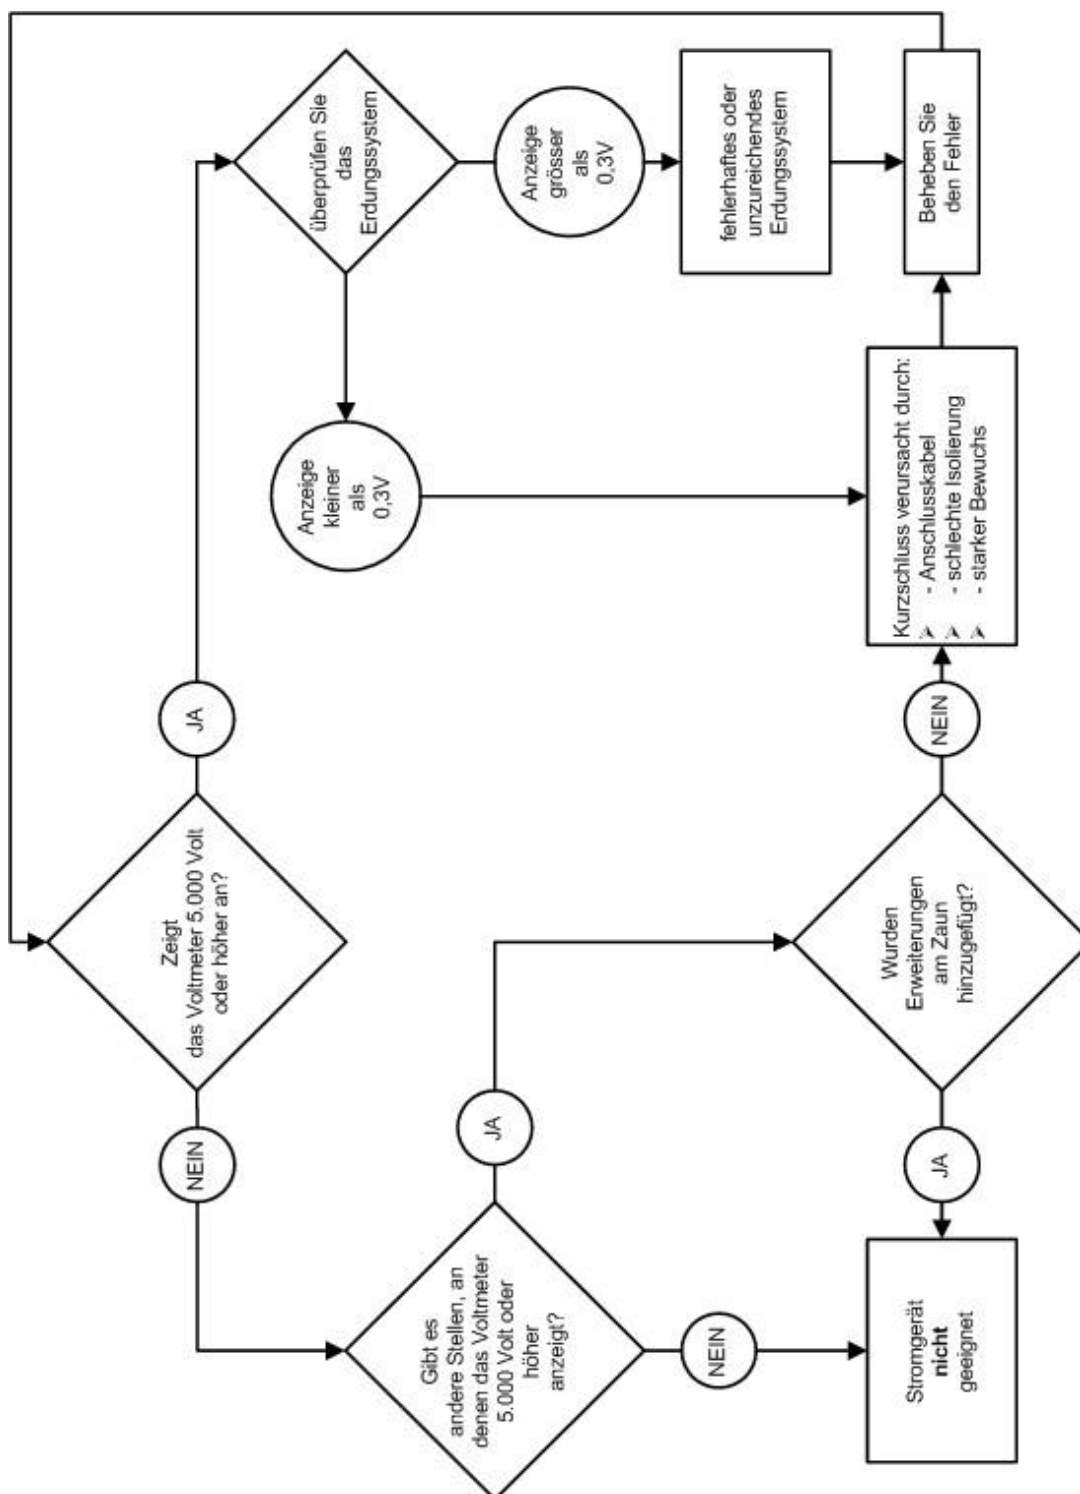 Zeigt
das Voltmeter 5.000 Volt
oder höher an?
NEIN
JA
überprüfen Sie
das
Erdungssystem
Gibt es
andere Stellen, an
denen das Voltmeter
5.000 Volt oder
höher
anzeigt?
JA
NEIN
Anzeige
kleiner
als
0,3V
Anzeige
grösser
als
0,3V
fehlerhaftes oder
unzureichendes
Erdungssystem
Wurden
Erweiterungen
am Zaun
hinzugefügt?
JA
NEIN
Stromgerät
nicht
geeignet
Kurzschluss verursacht durch:
- Anschlusskabel
- schlechte Isolierung
- starker Bewuchs
Beheben Sie
den Fehler